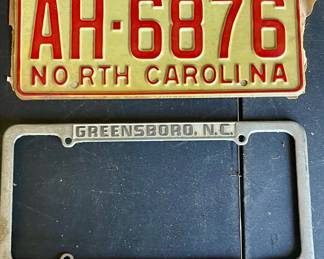 AH-6876
NORTH CAROLINA
GREENSBORO, N.C.